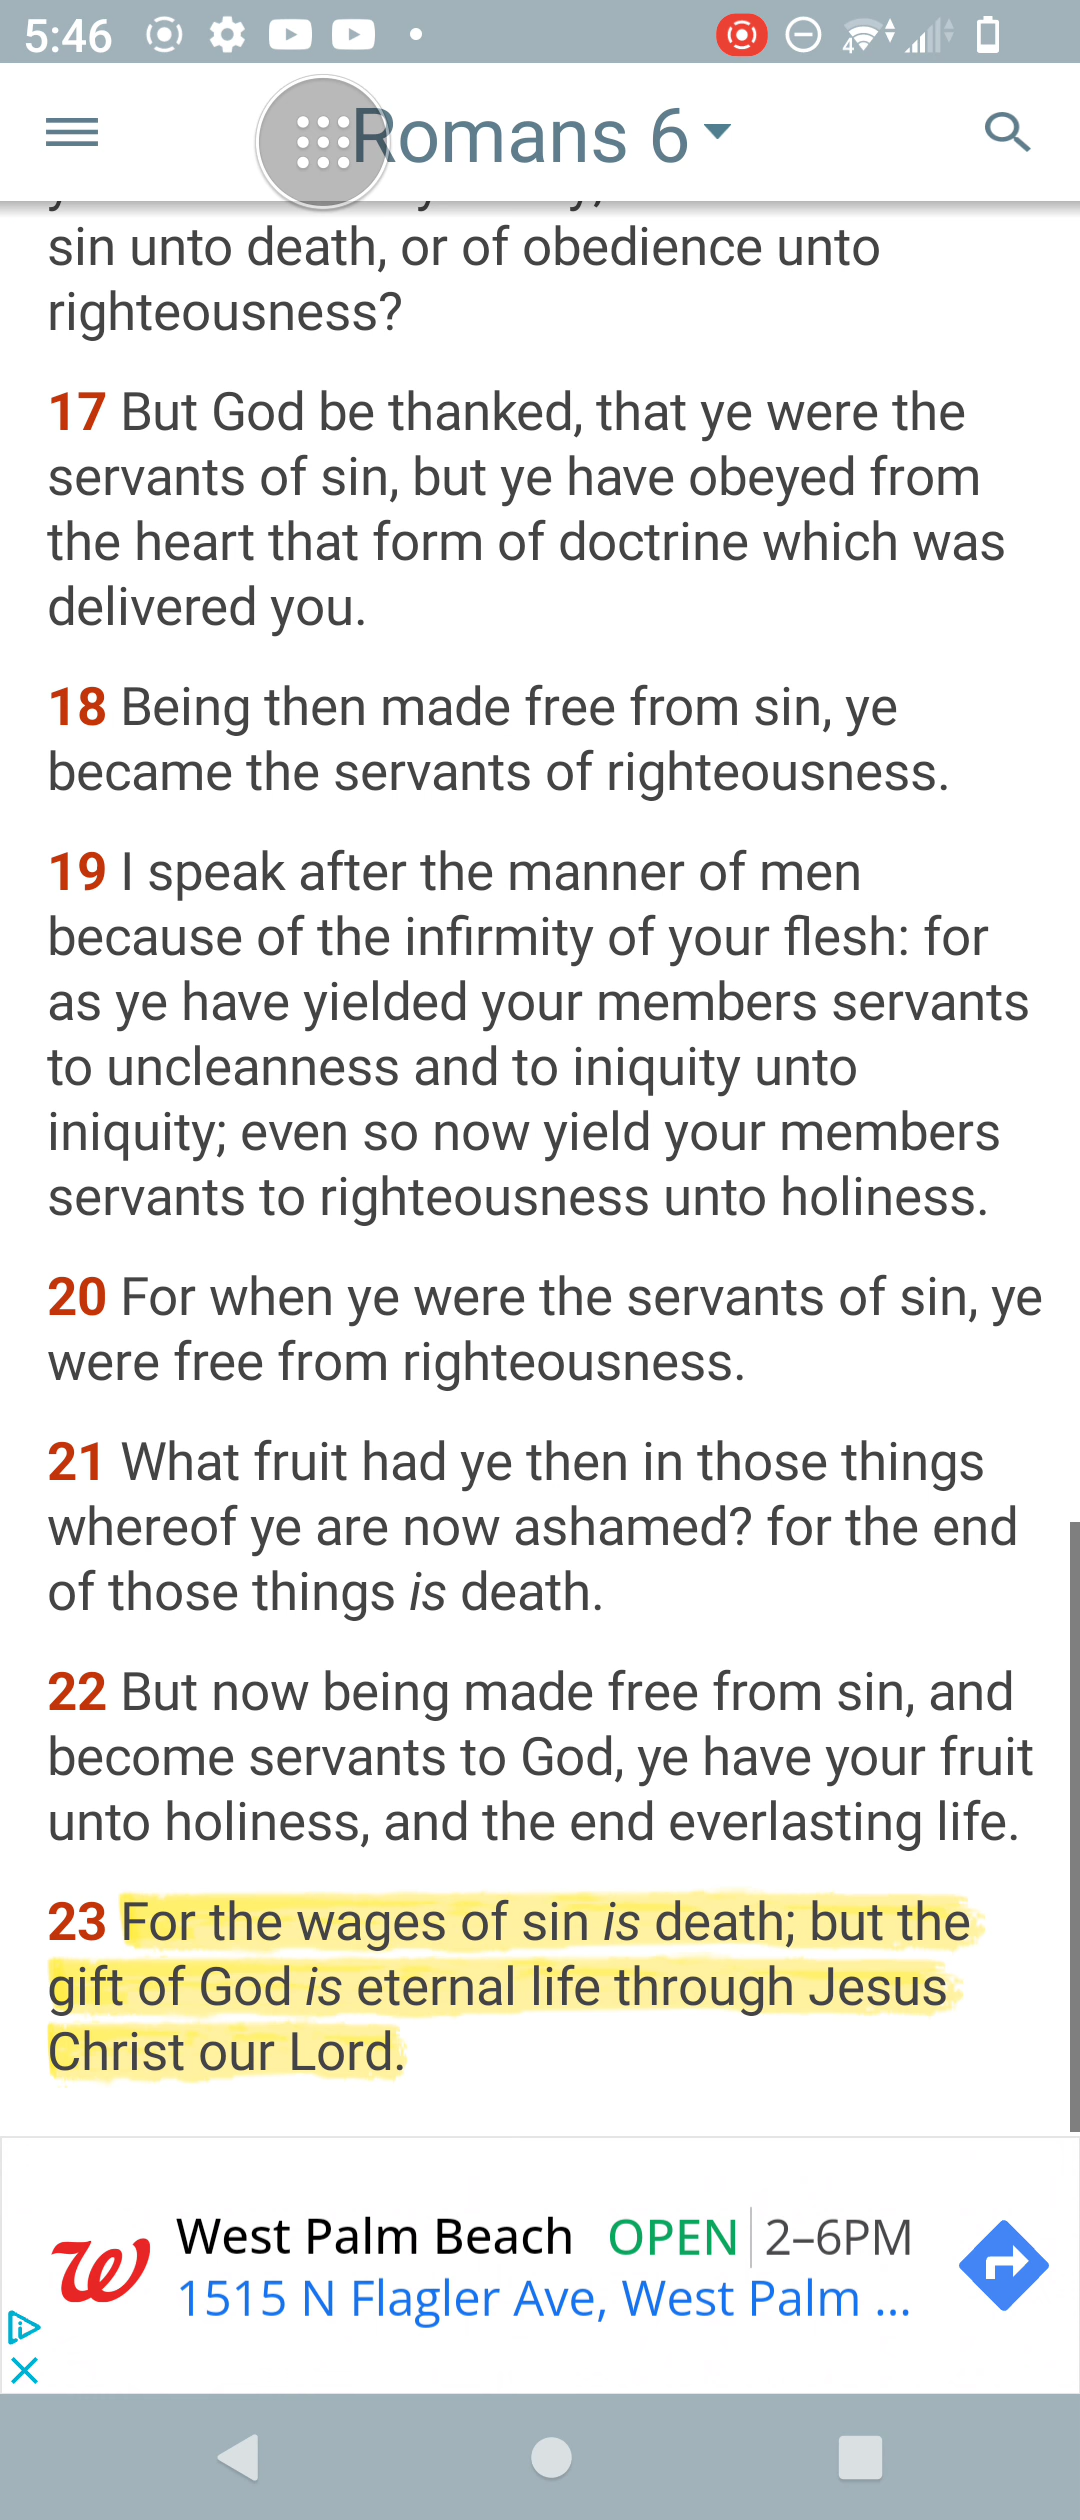 5:46
4
Romans 6
sin unto death, or of obedience unto
righteousness?
17 But God be thanked, that ye were the
servants of sin, but ye have obeyed from
the heart that form of doctrine which was
delivered you.
18 Being then made free from sin, ye
became the servants of righteousness.
19 I speak after the manner of men
because of the infirmity of your flesh: for
as ye have yielded your members servants
to uncleanness and to iniquity unto
iniquity; even so now yield your members
servants to righteousness unto holiness.
20 For when ye were the servants of sin, ye
were free from righteousness.
21 What fruit had ye then in those things
whereof ye are now ashamed? for the end
of those things is death.
22 But now being made free from sin, and
become servants to God, ye have your fruit
unto holiness, and the end everlasting life.
23 For the wages of sin is death; but the
gift of God is eternal life through Jesus
Christ our Lord.
W
West Palm Beach OPEN 2–6PM
1515 N Flagler Ave, West Palm ...